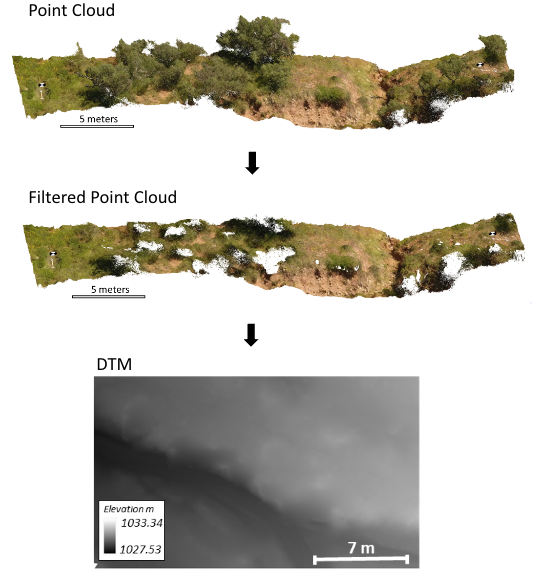 Point Cloud
5 meters
Filtered Point Cloud
5 meters
DTM
Elevation m
1033.34
1027.53
7 m